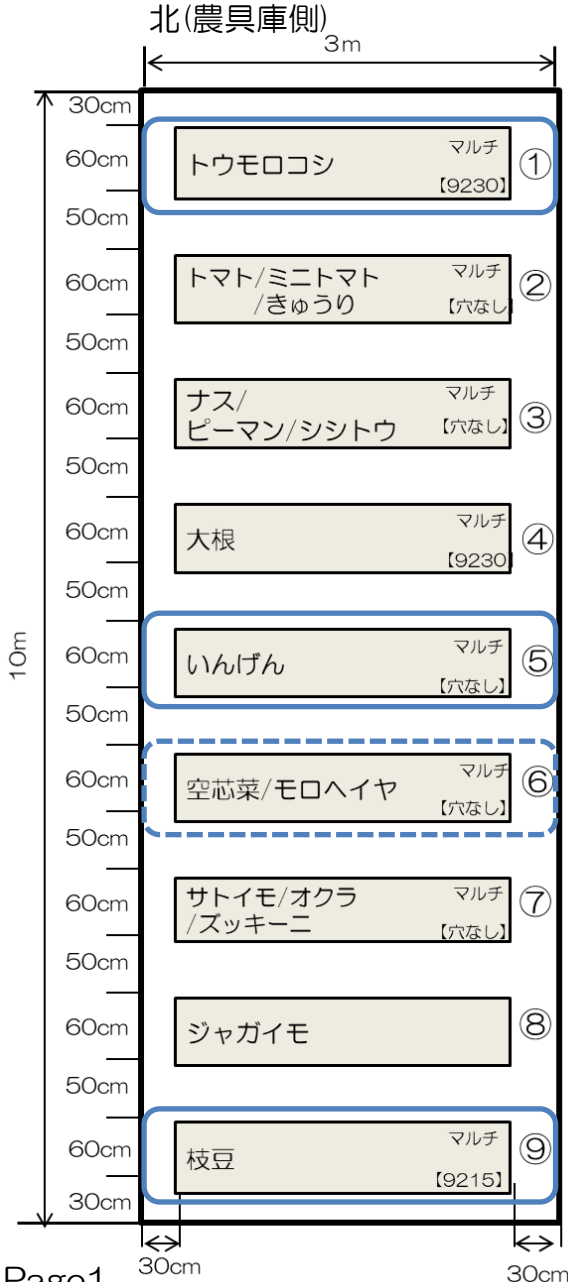 北(農具庫側)
3m
30cm
60cm
トウモロコシ
マルチ
【9230】
①
50cm
60cm
トマト/ミニトマト
/きゅうり
マルチ
【穴なし】
②
50cm
60cm
ナス/
ピーマン/シシトウ
マルチ
【穴なし】
③
50cm
60cm
大根
マルチ
【9230】
④
50cm
10m
60cm
いんげん
マルチ
【穴なし】
⑤
50cm
60cm
空芯菜/モロヘイヤ
マルチ
【穴なし】
⑥
50cm
60cm
サトイモ/オクラ
/ズッキーニ
マルチ
【穴なし】
⑦
50cm
60cm
ジャガイモ
⑧
50cm
60cm
枝豆
マルチ
【9215】
⑨
30cm
30cm
30cm
Page1